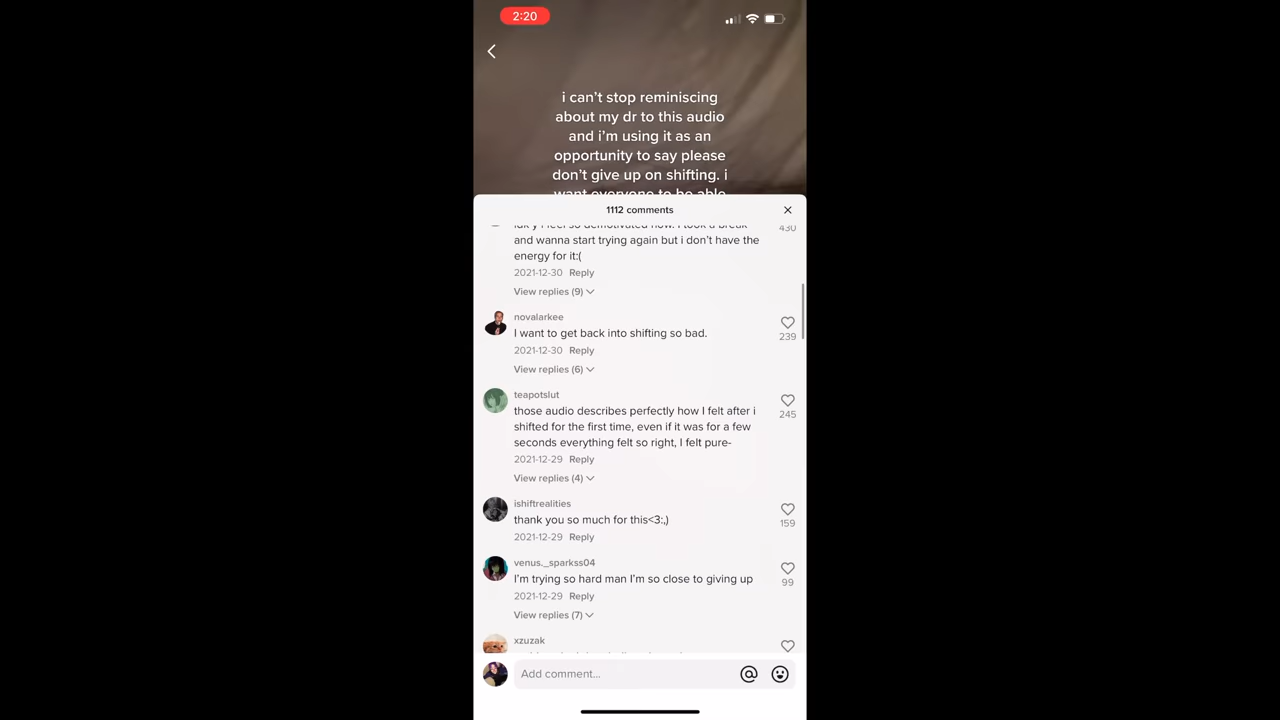 2:20
i can't stop reminiscing
about my dr to this audio
and i'm using it as an
opportunity to say please
don't give up on shifting. i
want everyone to be able
1112 comments
idk y i feel so demotivated now. i took a break
430
and wanna start trying again but i don't have the
energy for it:(
2021-12-30 Reply
View replies (9)
novalarkee
I want to get back into shifting so bad.
239
2021-12-30 Reply
View replies (6)
teapotslut
those audio describes perfectly how I felt after i
245
shifted for the first time, even if it was for a few
seconds everything felt so right, I felt pure-
2021-12-29 Reply
View replies (4)
ishiftrealities
thank you so much for this<3:,)
159
2021-12-29 Reply
venus._sparkss04
I'm trying so hard man I'm so close to giving up
99
2021-12-29 Reply
View replies (7)
xzuzak
Add comment...